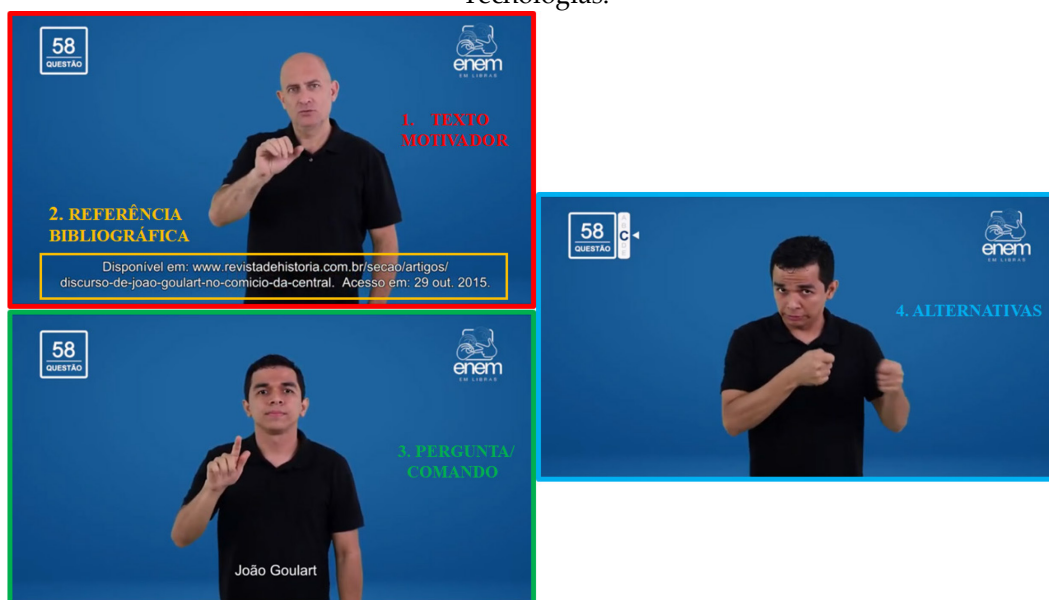 Tecnologias.
58
QUESTÃO
enem
EM LIBRAS
1. TEXTO
MOTIVADOR
2. REFERÊNCIA
BIBLIOGRÁFICA
Disponível em: www.revistadehistoria.com.br/secao/artigos/
discurso-de-joao-goulart-no-comicio-da-central. Acesso em: 29 out. 2015.
58
QUESTÃO
C
enem
EM LIBRAS
4. ALTERNATIVAS
58
QUESTÃO
enem
EM LIBRAS
3. PERGUNTA/
COMANDO
João Goulart